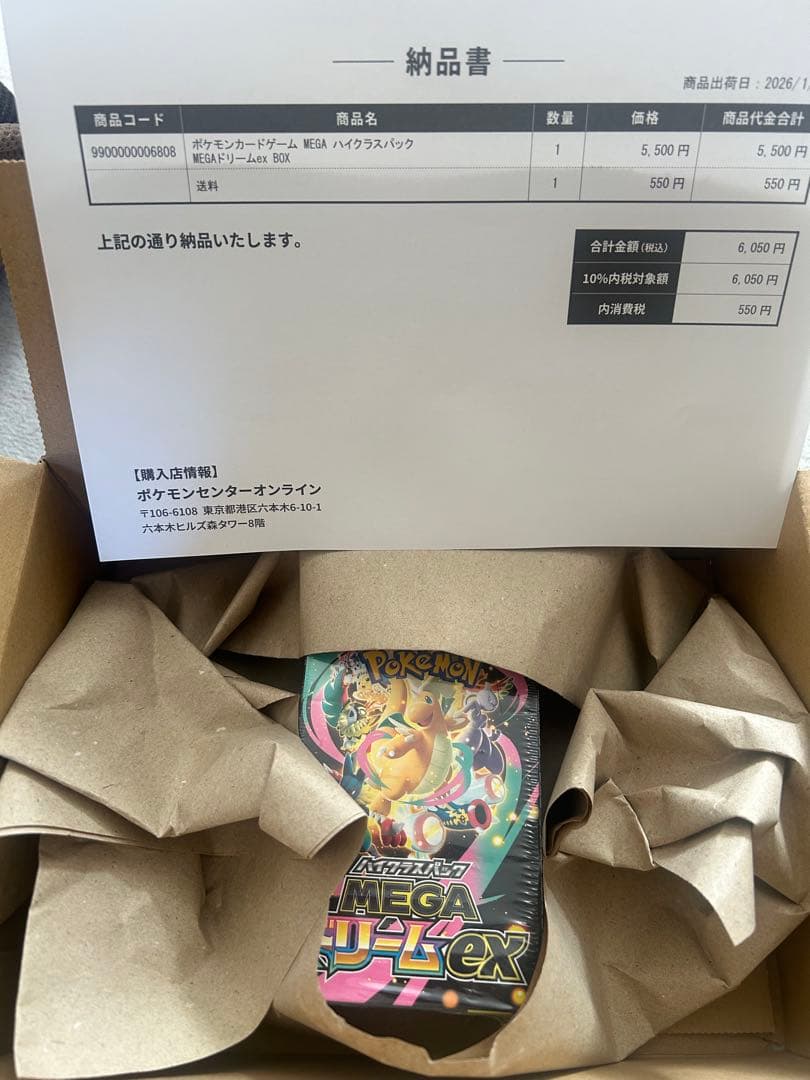 納品書
商品出荷日：2026/1
商品コード 商品名 数量 価格 商品代金合計
9900000006808 ポケモンカードゲーム MEGA ハイクラスパック 1 5,500 円 5,500 円
MEGAドリームex BOX
送料 1 550 円 550 円
上記の通り納品いたします。
合計金額(税込) 6,050 円
10%内税対象額 6,050 円
内消費税 550 円
【購入店情報】
ポケモンセンターオンライン
〒106-6108 東京都港区六本木6-10-1
六本木ヒルズ森タワー8階
POKéMON
ハイクラスパック
MEGA
ドリームex